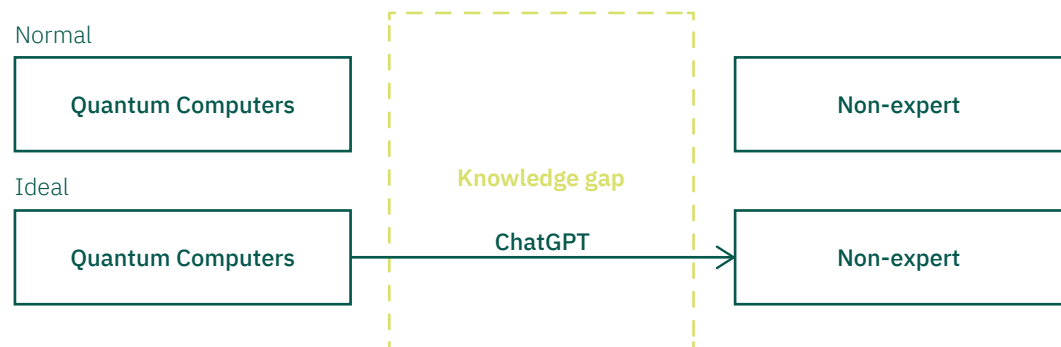 Normal
Quantum Computers
Non-expert
Knowledge gap
Ideal
Quantum Computers
ChatGPT
Non-expert